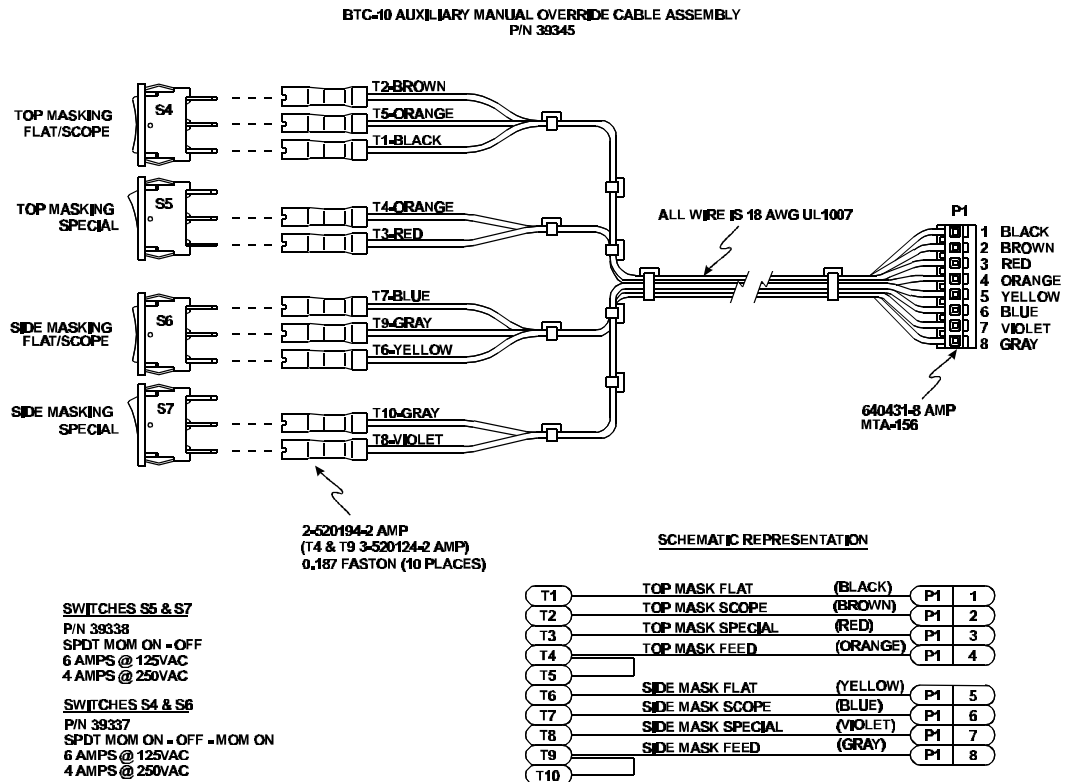 BTC-10 AUXILIARY MANUAL OVERRIDE CABLE ASSEMBLY
P/N 39345
TOP MASKING
FLAT/SCOPE
S4
T2-BROWN
T5-ORANGE
T1-BLACK
TOP MASKING
SPECIAL
S5
T4-ORANGE
T3-RED
SIDE MASKING
FLAT/SCOPE
S6
T7-BLUE
T9-GRAY
T6-YELLOW
SIDE MASKING
SPECIAL
S7
T10-GRAY
T8-VIOLET
ALL WIRE IS 18 AWG UL1007
P1
1 BLACK
2 BROWN
3 RED
4 ORANGE
5 YELLOW
6 BLUE
7 VIOLET
8 GRAY
640431-8 AMP
MTA-156
2-520194-2 AMP
(T4 & T9 3-520124-2 AMP)
0.187 FASTON (10 PLACES)
SWITCHES S5 & S7
P/N 39338
SPDT MOM ON - OFF
6 AMPS @ 125VAC
4 AMPS @ 250VAC
SWITCHES S4 & S6
P/N 39337
SPDT MOM ON - OFF - MOM ON
6 AMPS @ 125VAC
4 AMPS @ 250VAC
SCHEMATIC REPRESENTATION
T1 TOP MASK FLAT (BLACK) P1 1
T2 TOP MASK SCOPE (BROWN) P1 2
T3 TOP MASK SPECIAL (RED) P1 3
T4 TOP MASK FEED (ORANGE) P1 4
T5
T6 SIDE MASK FLAT (YELLOW) P1 5
T7 SIDE MASK SCOPE (BLUE) P1 6
T8 SIDE MASK SPECIAL (VIOLET) P1 7
T9 SIDE MASK FEED (GRAY) P1 8
T10